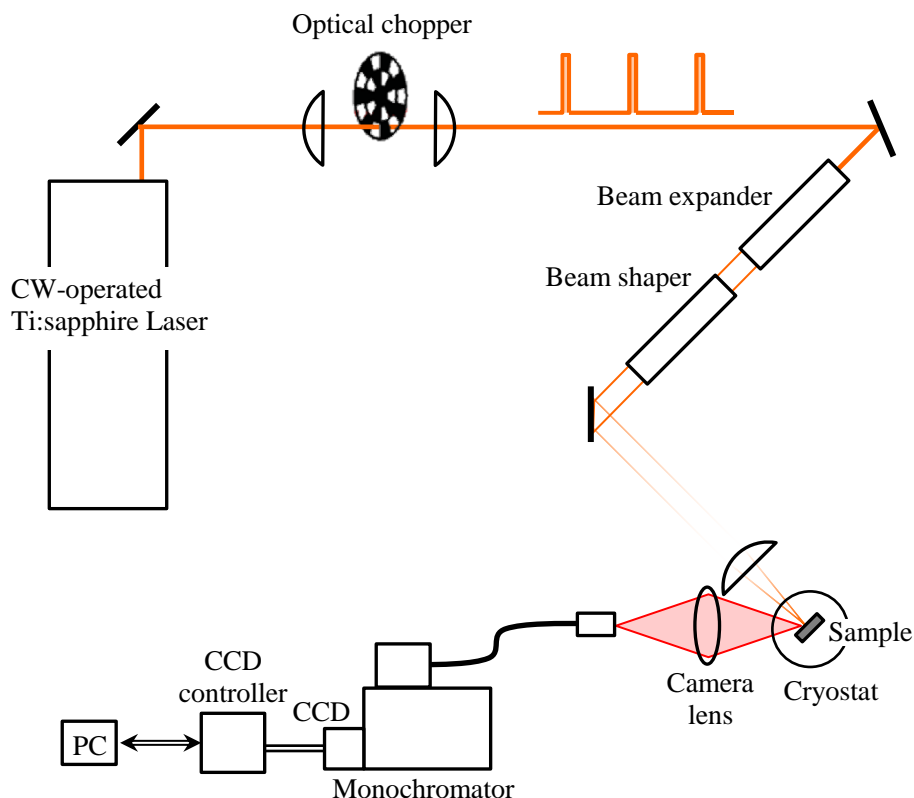 Optical chopper
Beam expander
Beam shaper
CW-operated
Ti:sapphire Laser
Sample
Cryostat
Camera
lens
CCD
controller
CCD
PC
Monochromator